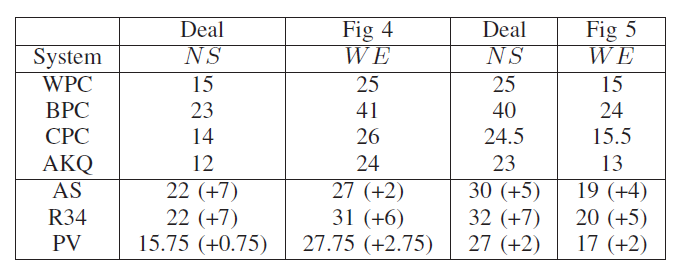 Deal Fig 4 Deal Fig 5
System NS WE NS WE
WPC 15 25 25 15
BPC 23 41 40 24
CPC 14 26 24.5 15.5
AKQ 12 24 23 13
AS 22 (+7) 27 (+2) 30 (+5) 19 (+4)
R34 22 (+7) 31 (+6) 32 (+7) 20 (+5)
PV 15.75 (+0.75) 27.75 (+2.75) 27 (+2) 17 (+2)